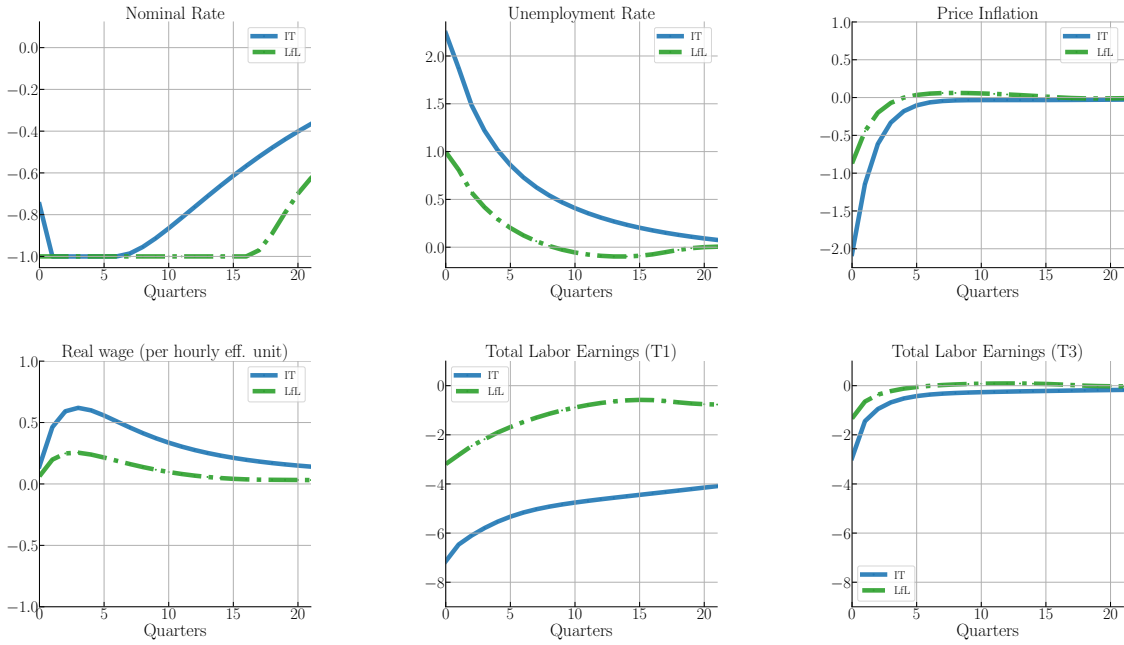 Nominal Rate
IT
LfL
0.0
−0.2
−0.4
−0.6
−0.8
−1.0
0 5 10 15 20
Quarters
Unemployment Rate
IT
LfL
2.0
1.5
1.0
0.5
0.0
0 5 10 15 20
Quarters
Price Inflation
IT
LfL
1.0
0.5
0.0
−0.5
−1.0
−1.5
−2.0
0 5 10 15 20
Quarters
Real wage (per hourly eff. unit)
IT
LfL
1.0
0.5
0.0
−0.5
−1.0
0 5 10 15 20
Quarters
Total Labor Earnings (T1)
IT
LfL
0
−2
−4
−6
−8
0 5 10 15 20
Quarters
Total Labor Earnings (T3)
0
−2
−4
−6
−8
IT
LfL
0 5 10 15 20
Quarters